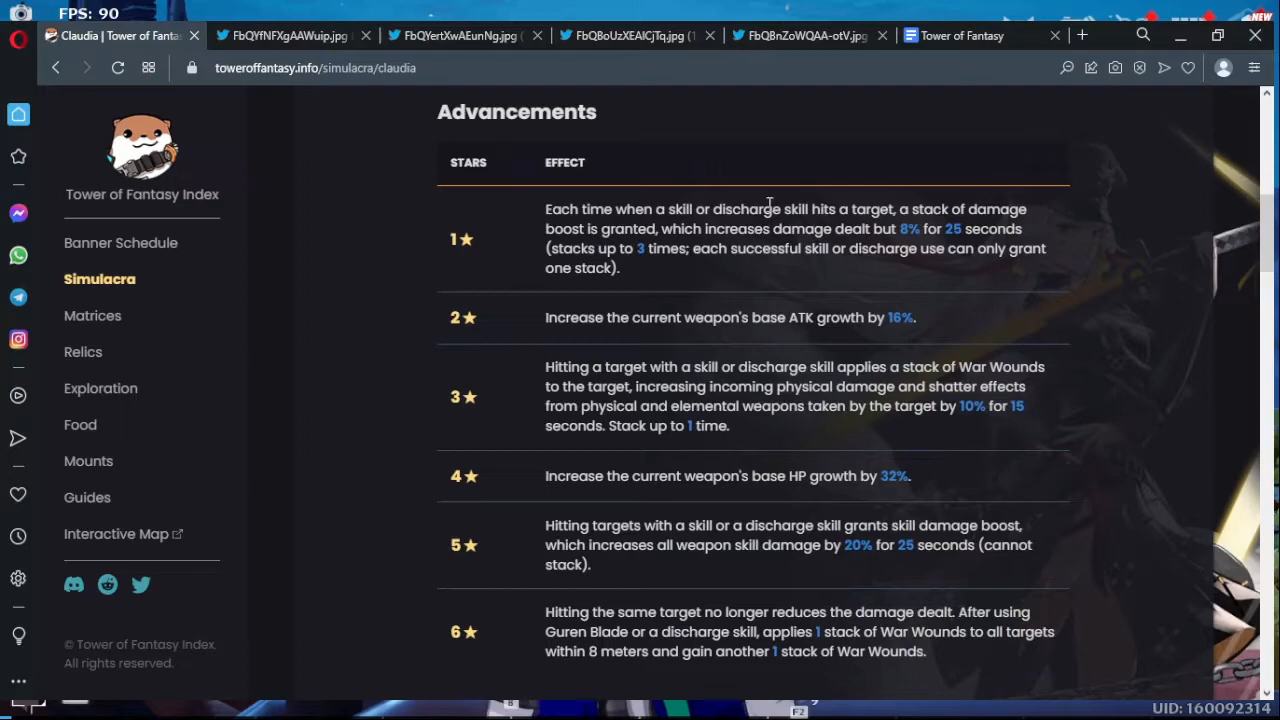 FPS: 90
NEW
Claudia | Tower of Fantas
FbQYfNFXgAAWuip.jpg (
FbQYertXwAEunNg.jpg (
FbQBoUzXEAICjTq.jpg (1
FbQBnZoWQAA-otV.jpg
Tower of Fantasy
toweroffantasy.info/simulacra/claudia
Tower of Fantasy Index
Banner Schedule
Simulacra
Matrices
Relics
Exploration
Food
Mounts
Guides
Interactive Map
© Tower of Fantasy Index.
All rights reserved.
Advancements
STARS EFFECT
1★ Each time when a skill or discharge skill hits a target, a stack of damage
boost is granted, which increases damage dealt but 8% for 25 seconds
(stacks up to 3 times; each successful skill or discharge use can only grant
one stack).
2★ Increase the current weapon's base ATK growth by 16%.
3★ Hitting a target with a skill or discharge skill applies a stack of War Wounds
to the target, increasing incoming physical damage and shatter effects
from physical and elemental weapons taken by the target by 10% for 15
seconds. Stack up to 1 time.
4★ Increase the current weapon's base HP growth by 32%.
5★ Hitting targets with a skill or a discharge skill grants skill damage boost,
which increases all weapon skill damage by 20% for 25 seconds (cannot
stack).
6★ Hitting the same target no longer reduces the damage dealt. After using
Guren Blade or a discharge skill, applies 1 stack of War Wounds to all targets
within 8 meters and gain another 1 stack of War Wounds.
8
F2
UID: 160092314